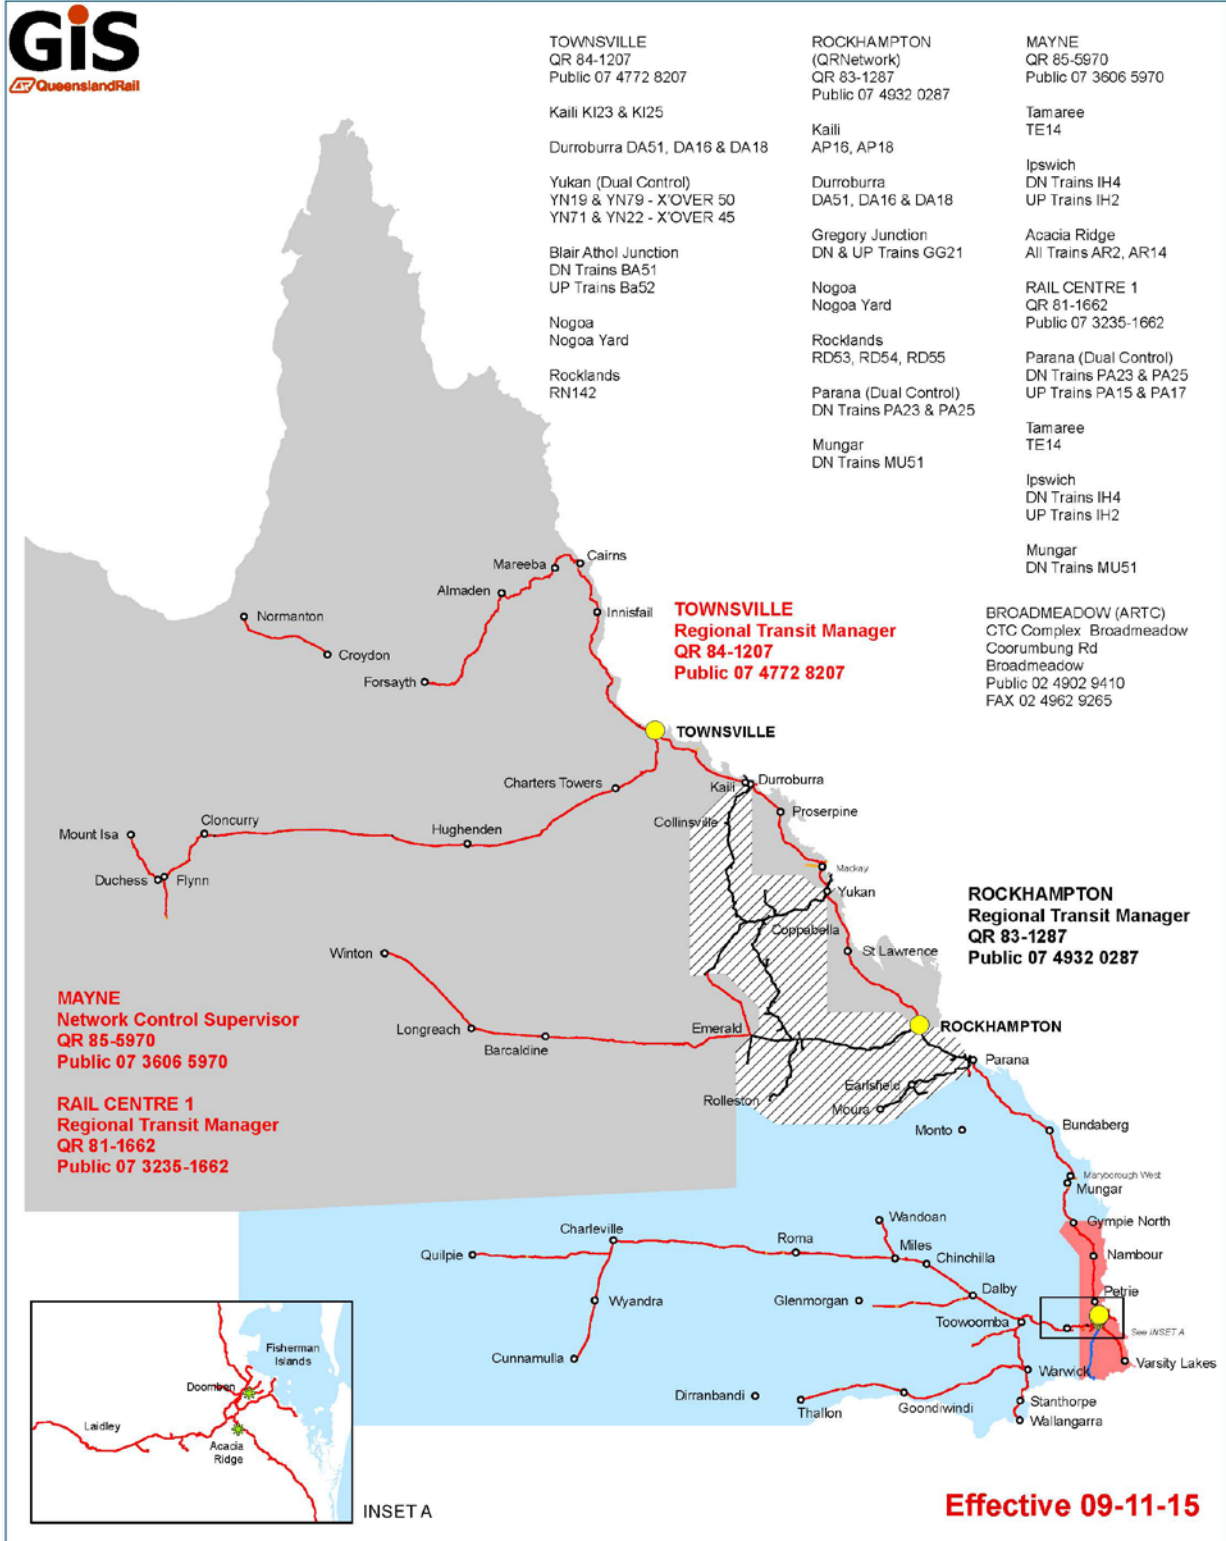 GiS
QR QueensLandRail
TOWNSVILLE
QR 84-1207
Public 07 4772 8207
Kaili KI23 & KI25
Durroburra DA51, DA16 & DA18
Yukan (Dual Control)
YN19 & YN79 - X'OVER 50
YN71 & YN22 - X'OVER 45
Blair Athol Junction
DN Trains BA51
UP Trains Ba52
Nogoa
Nogoa Yard
Rocklands
RN142
ROCKHAMPTON
(QRNetwork)
QR 83-1287
Public 07 4932 0287
Kaili
AP16, AP18
Durroburra
DA51, DA16 & DA18
Gregory Junction
DN & UP Trains GG21
Nogoa
Nogoa Yard
Rocklands
RD53, RD54, RD55
Parana (Dual Control)
DN Trains PA23 & PA25
Mungar
DN Trains MU51
MAYNE
QR 85-5970
Public 07 3606 5970
Tamaree
TE14
Ipswich
DN Trains IH4
UP Trains IH2
Acacia Ridge
All Trains AR2, AR14
RAIL CENTRE 1
QR 81-1662
Public 07 3235-1662
Parana (Dual Control)
DN Trains PA23 & PA25
UP Trains PA15 & PA17
Tamaree
TE14
Ipswich
DN Trains IH4
UP Trains IH2
Mungar
DN Trains MU51
BROADMEADOW (ARTC)
CTC Complex Broadmeadow
Coorumbung Rd
Broadmeadow
Public 02 4902 9410
FAX 02 4962 9265
Cairns
Mareeba
Almaden
Innisfail
Normanton
Croydon
Forsayth
TOWNSVILLE
Regional Transit Manager
QR 84-1207
Public 07 4772 8207
TOWNSVILLE
Charters Towers
Kaili
Durroburra
Proserpine
Collinsville
Cloncurry
Mount Isa
Hughenden
Duchess
Flynn
Mackay
Yukan
Coppabella
St Lawrence
Winton
ROCKHAMPTON
Regional Transit Manager
QR 83-1287
Public 07 4932 0287
MAYNE
Network Control Supervisor
QR 85-5970
Public 07 3606 5970
Longreach
Barcaldine
Emerald
ROCKHAMPTON
Parana
RAIL CENTRE 1
Regional Transit Manager
QR 81-1662
Public 07 3235-1662
Earlsfield
Rolleston
Moura
Monto
Bundaberg
Maryborough West
Mungar
Gympie North
Wandoan
Charleville
Roma
Miles
Quilpie
Chinchilla
Nambour
Dalby
Petrie
Wyandra
Glenmorgan
Toowoomba
See INSET A
Cunnamulla
Warwick
Varsity Lakes
Dirranbandi
Thallon
Goondiwindi
Stanthorpe
Wallangarra
Fisherman
Islands
Doomben
Laidley
Acacia
Ridge
INSET A
Effective 09-11-15